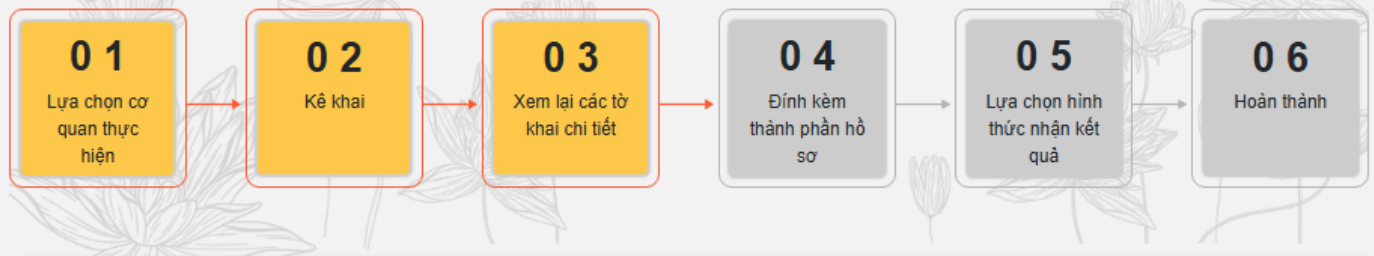 0 1
Lựa chọn cơ
quan thực
hiện
0 2
Kê khai
0 3
Xem lại các tờ
khai chi tiết
0 4
Đính kèm
thành phần hồ
sơ
0 5
Lựa chọn hình
thức nhận kết
quả
0 6
Hoàn thành